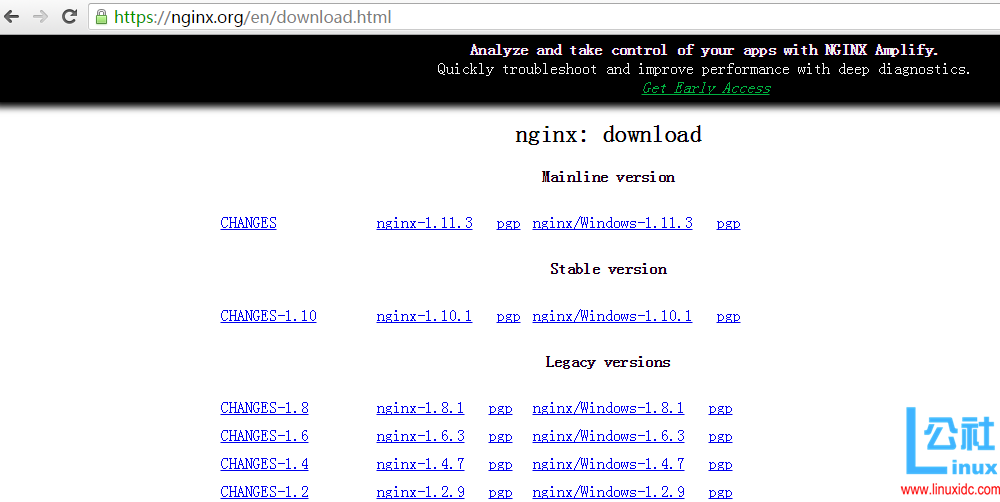 https://nginx.org/en/download.html
Analyze and take control of your apps with NGINX Amplify.
Quickly troubleshoot and improve performance with deep diagnostics.
Get Early Access
nginx: download
Mainline version
CHANGES nginx-1.11.3 pgp nginx/Windows-1.11.3 pgp
Stable version
CHANGES-1.10 nginx-1.10.1 pgp nginx/Windows-1.10.1 pgp
Legacy versions
CHANGES-1.8 nginx-1.8.1 pgp nginx/Windows-1.8.1 pgp
CHANGES-1.6 nginx-1.6.3 pgp nginx/Windows-1.6.3 pgp
CHANGES-1.4 nginx-1.4.7 pgp nginx/Windows-1.4.7 pgp
CHANGES-1.2 nginx-1.2.9 pgp nginx/Windows-1.2.9 pgp
公社
Linux
www.linuxidc.com